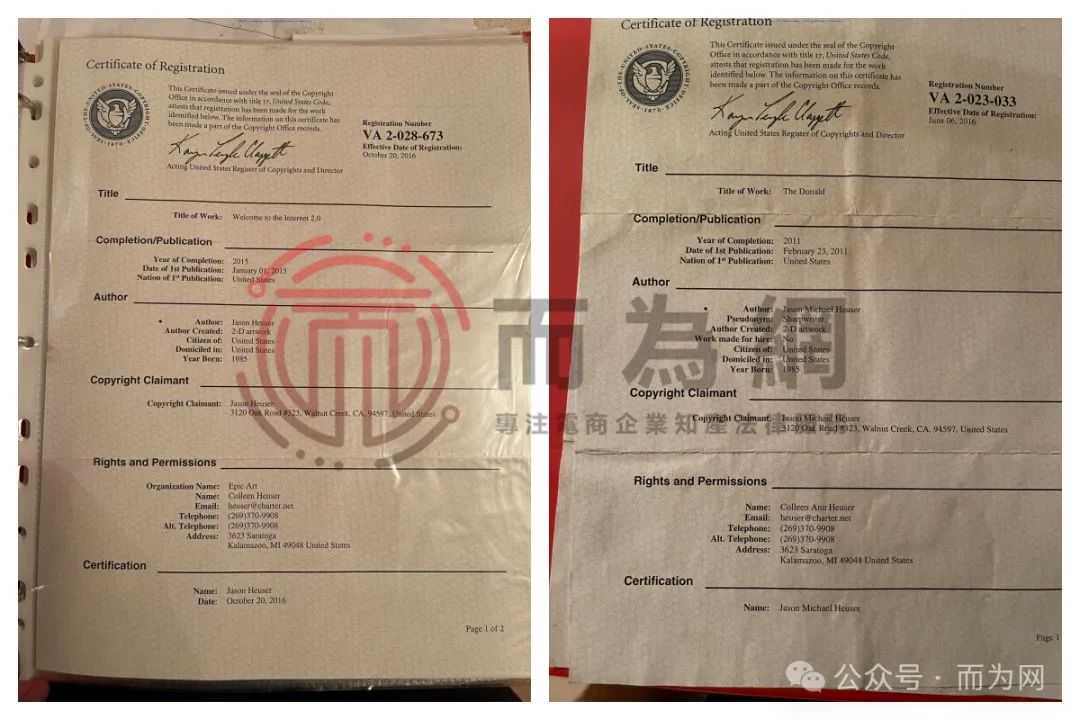 Certificate of Registration
This Certificate issued under the seal of the Copyright
Office in accordance with title 17, United States Code,
attests that registration has been made for the work
identified below. The information on this certificate has
been made a part of the Copyright Office records.
Acting United States Register of Copyrights and Director
Registration Number
VA 2-028-673
Effective Date of Registration:
October 20, 2016
Title
Title of Work: Welcome to the Internet 2.0
Completion/Publication
Year of Completion: 2015
Date of 1st Publication: January 01, 2015
Nation of 1st Publication: United States
Author
• Author: Jason Heuser
Author Created: 2-D artwork
Citizen of: United States
Domiciled in: United States
Year Born: 1985
Copyright Claimant
Copyright Claimant: Jason Heuser
3120 Oak Road #323, Walnut Creek, CA, 94597, United States
Rights and Permissions
Organization Name: Epic Art
Name: Colleen Heuser
Email: heuser@charter.net
Telephone: (269)370-9908
Alt. Telephone: (269)370-9908
Address: 3623 Saratoga
Kalamazoo, MI 49048 United States
Certification
Name: Jason Heuser
Date: October 20, 2016
Page 1 of 2
Certificate of Registration
This Certificate issued under the seal of the Copyright
Office in accordance with title 17, United States Code,
attests that registration has been made for the work
identified below. The information on this certificate has
been made a part of the Copyright Office records.
Acting United States Register of Copyrights and Director
Registration Number
VA 2-023-033
Effective Date of Registration:
June 06, 2016
Title
Title of Work: The Donald
Completion/Publication
Year of Completion: 2011
Date of 1st Publication: February 23, 2011
Nation of 1st Publication: United States
Author
• Author: Jason Michael Heuser
Pseudonym: Sharpwriter
Author Created: 2-D artwork
Work made for hire: No
Citizen of: United States
Domiciled in: United States
Year Born: 1985
Copyright Claimant
Copyright Claimant: Jason Michael Heuser
3120 Oak Road #323, Walnut Creek, CA, 94597, United States
Rights and Permissions
Name: Colleen Ann Heuser
Email: heuser@charter.net
Telephone: (269)370-9908
Alt. Telephone: (269)370-9908
Address: 3623 Saratoga
Kalamazoo, MI 49048 United States
Certification
Name: Jason Michael Heuser
Page 1
而為網
專注電商企業知產法律
公众号 · 而为网